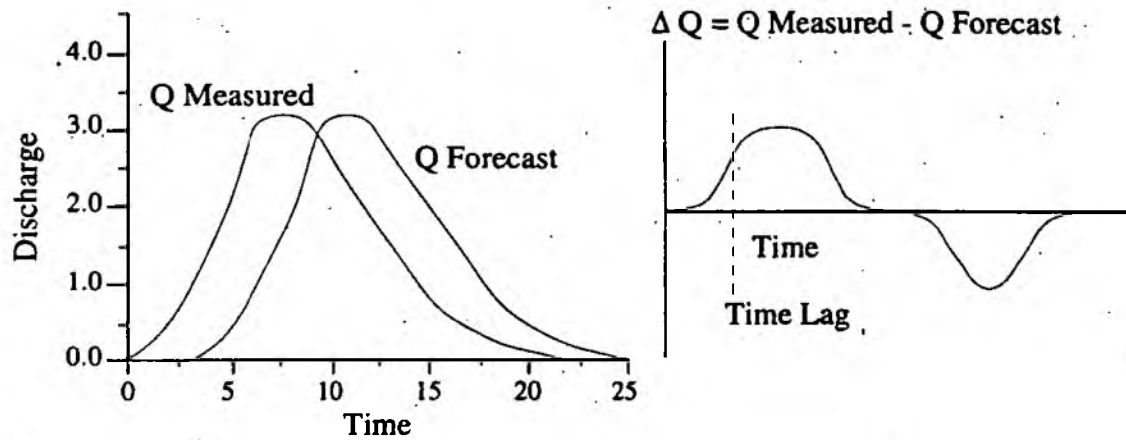 4.0
3.0
2.0
1.0
0.0
Discharge
Q Measured
Q Forecast
0 5 10 15 20 25
Time
Δ Q = Q Measured - Q Forecast
Time
Time Lag